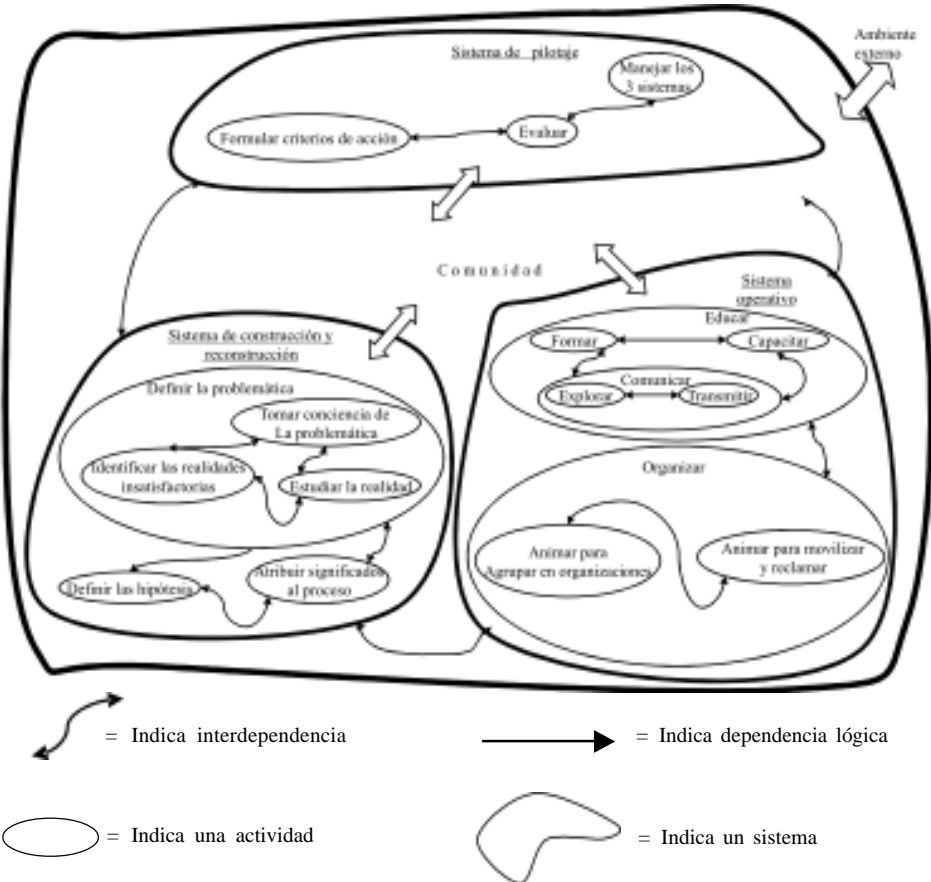 Ambiente
externo
Sistema de pilotaje
Manejar los
3 sistemas
Evaluar
Formular criterios de acción
Comunidad
Sistema
operativo
Educar
Formar
Capacitar
Comunicar
Explorar
Transmitir
Sistema de construcción y
reconstrucción
Definir la problemática
Tomar conciencia de
La problemática
Identificar las realidades
insatisfactorias
Estudiar la realidad
Organizar
Animar para
Agrupar en organizaciones
Animar para movilizar
y reclamar
Definir las hipótesis
Atribuir significados
al proceso
= Indica interdependencia
= Indica dependencia lógica
= Indica una actividad
= Indica un sistema